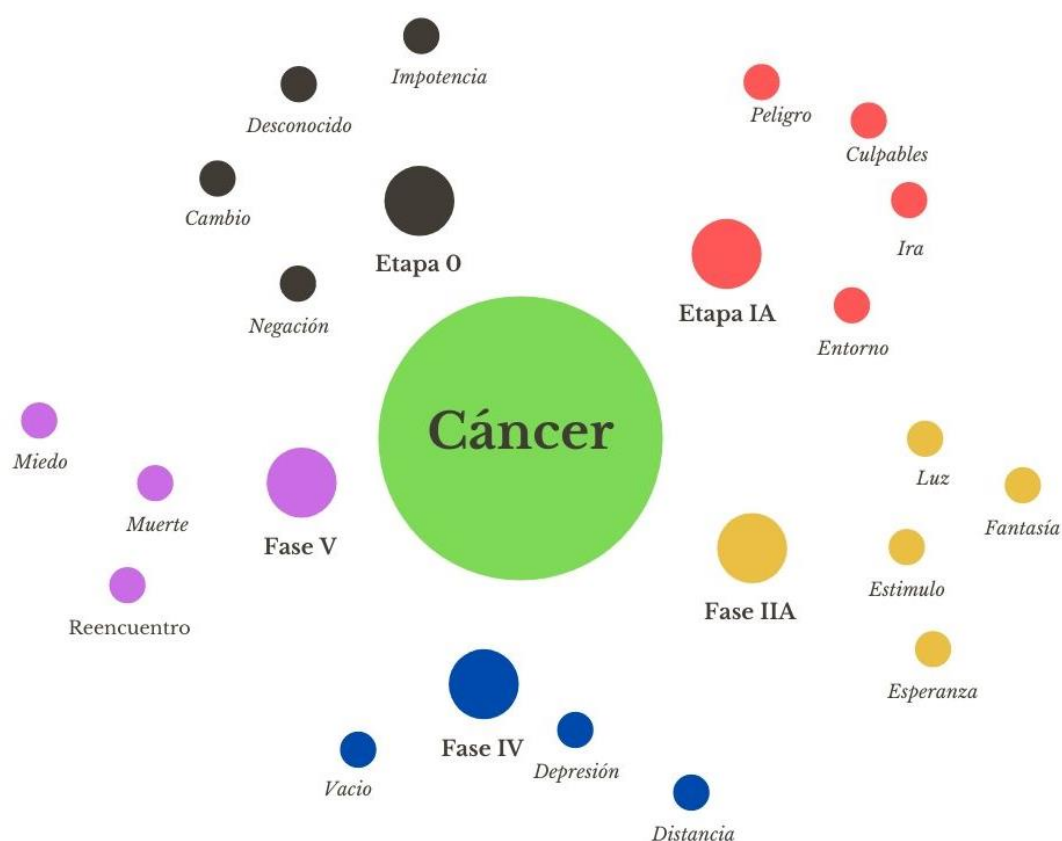 Impotencia
Desconocido
Cambio
Negación
Etapa 0
Peligro
Culpables
Ira
Entorno
Etapa IA
Cáncer
Luz
Fantasía
Estimulo
Esperanza
Fase IIA
Miedo
Muerte
Reencuentro
Fase V
Fase IV
Vacio
Depresión
Distancia